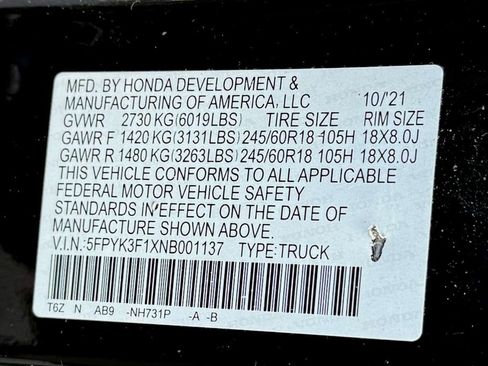 MFD. BY HONDA DEVELOPMENT &
MANUFACTURING OF AMERICA, LLC 10/'21
GVWR 2730 KG(6019LBS) TIRE SIZE RIM SIZE
GAWR F 1420 KG(3131LBS) 245/60R18 105H 18X8.0J
GAWR R 1480 KG(3263LBS) 245/60R18 105H 18X8.0J
THIS VEHICLE CONFORMS TO ALL APPLICABLE
FEDERAL MOTOR VEHICLE SAFETY
STANDARDS IN EFFECT ON THE DATE OF
MANUFACTURE SHOWN ABOVE.
V.I.N.:5FPYK3F1XNB001137 TYPE:TRUCK
T6Z N AB9 -NH731P -A -B